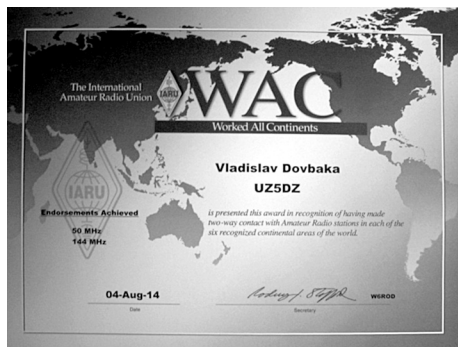 The International
Amateur Radio Union
IARU
WAC
Worked All Continents
IARU
Vladislav Dovbaka
UZ5DZ
Endorsements Achieved
50 MHz
144 MHz
is presented this award in recognition of having made
two-way contact with Amateur Radio stations in each of the
six recognized continental areas of the world.
04-Aug-14
Date
W6ROD
Secretary